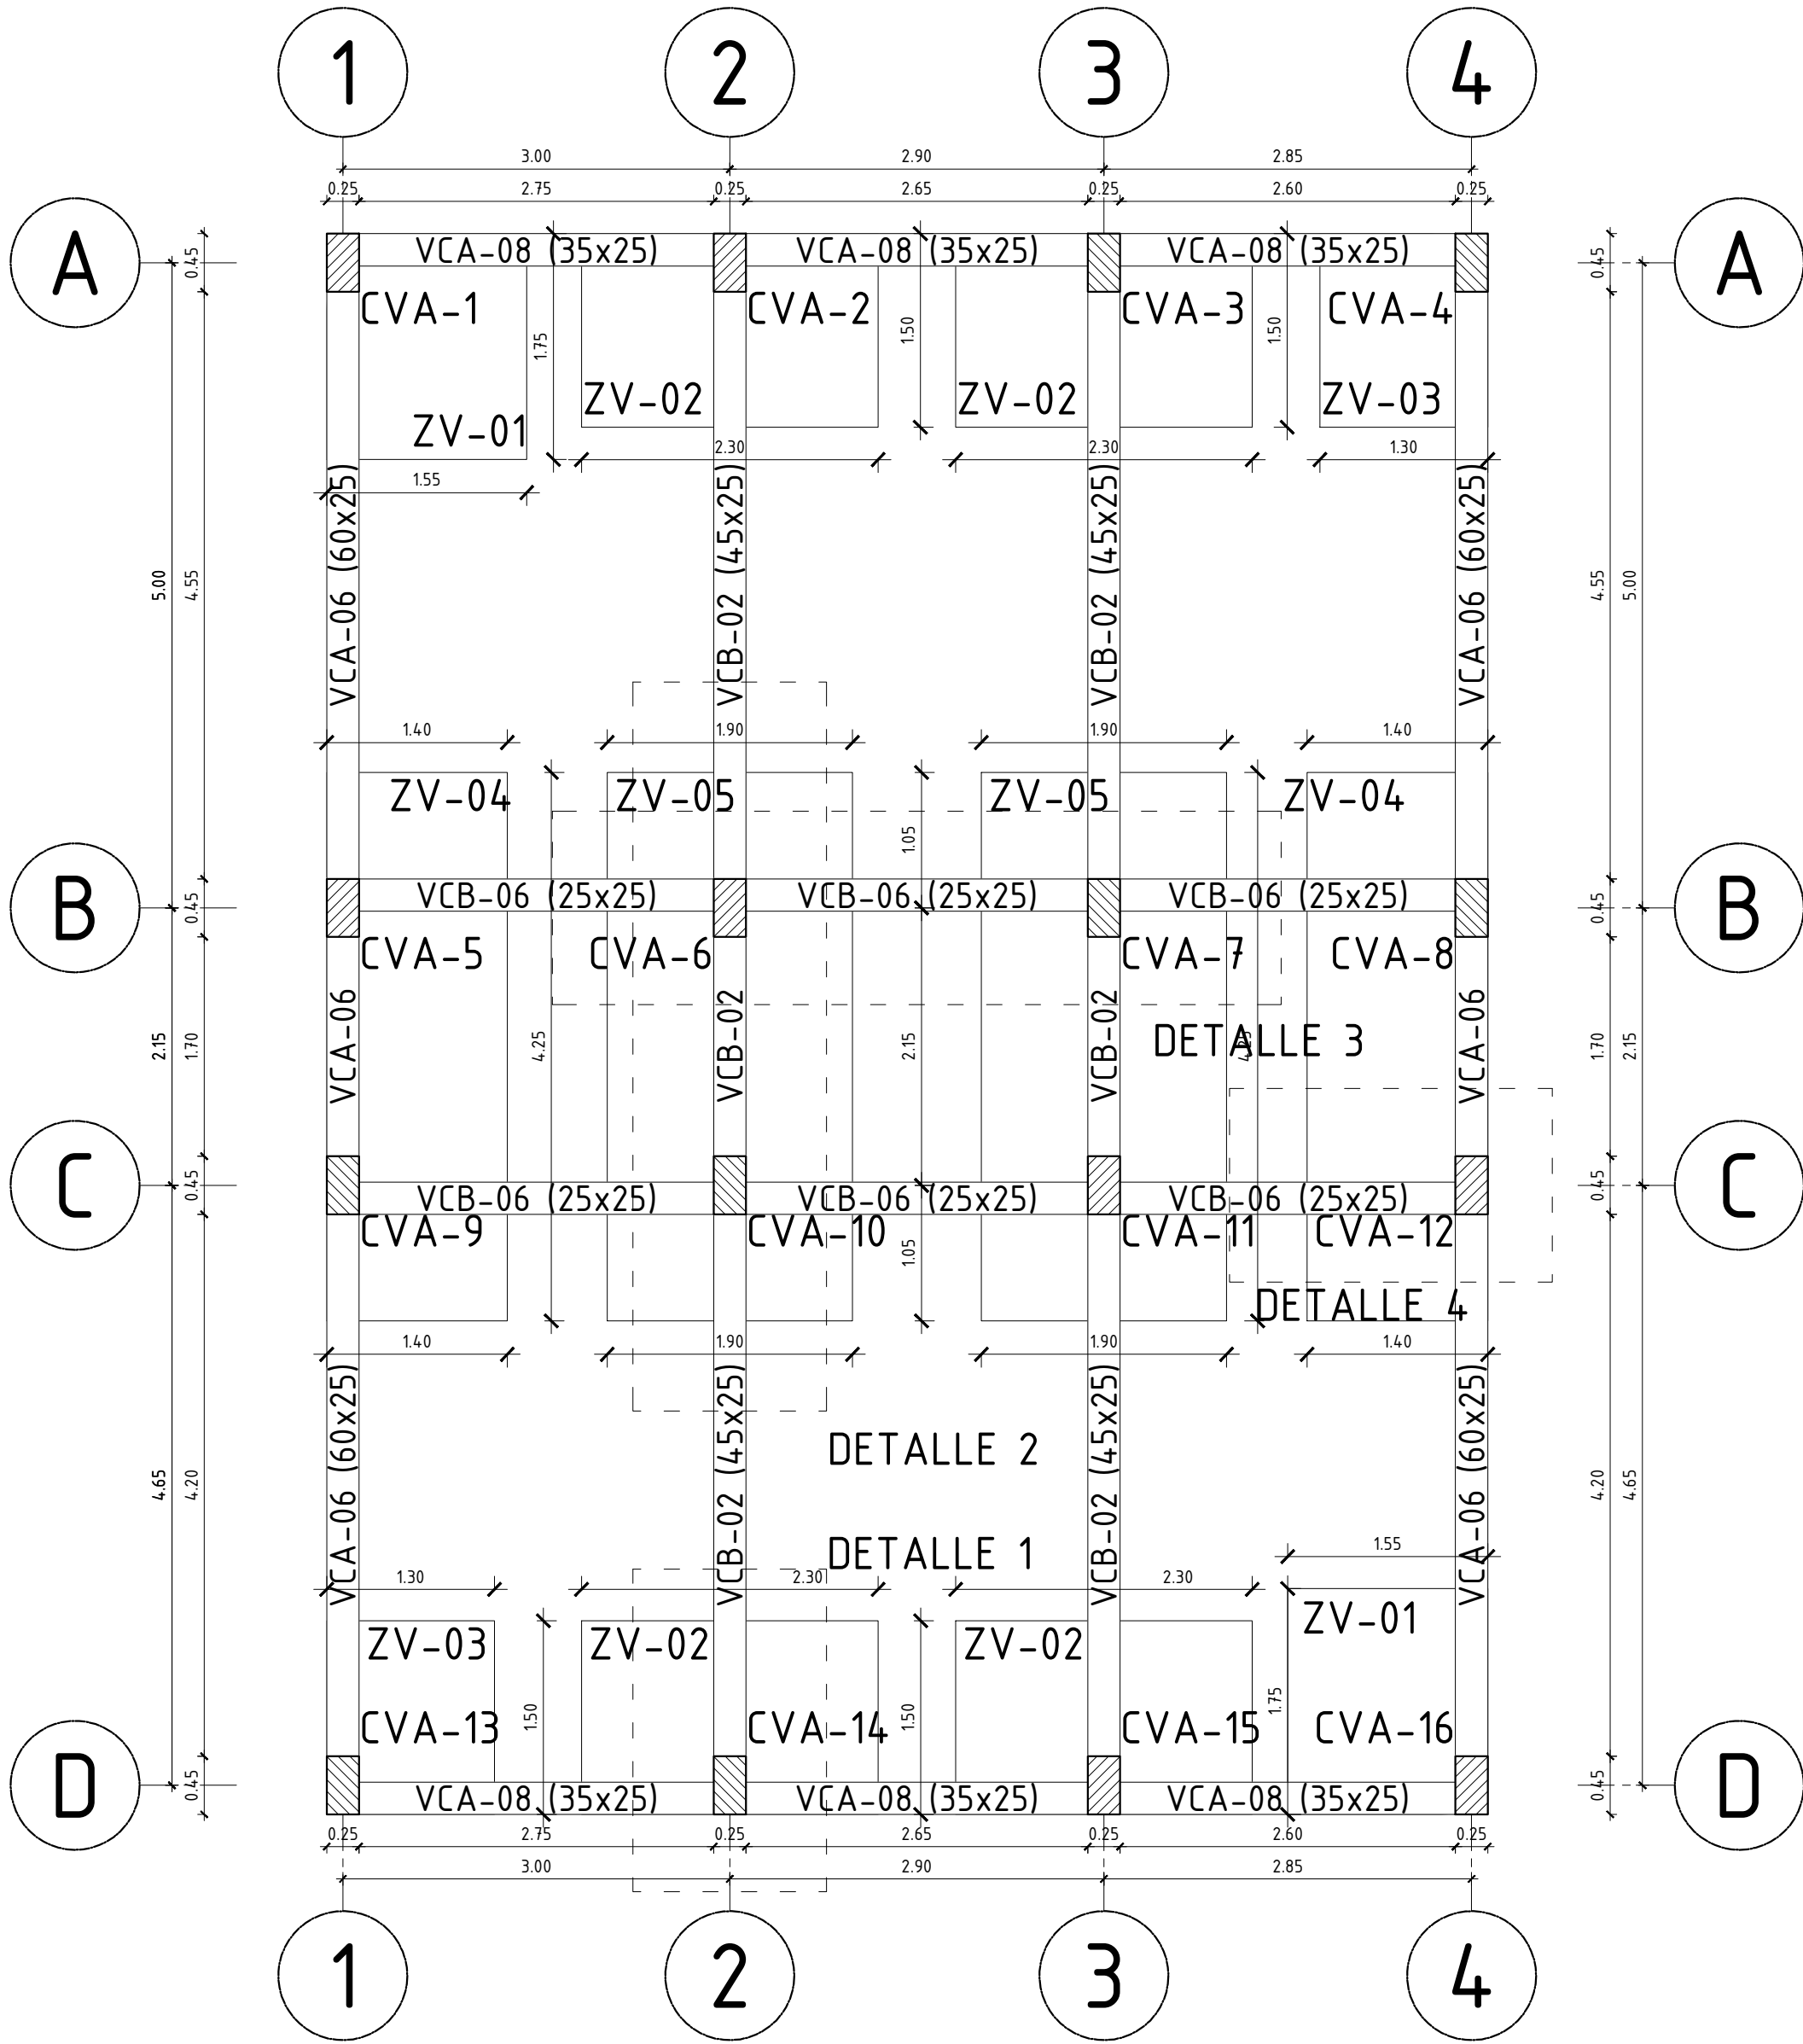 1 2 3 4
3.00 2.90 2.85
0.25 2.75 0.25 2.65 0.25 2.60 0.25
A A
0.45 VCA-08 (35x25) VCA-08 (35x25) VCA-08 (35x25) 0.45
CVA-1 CVA-2 CVA-3 CVA-4
1.75 1.50 1.50
ZV-02 ZV-02 ZV-03
ZV-01
2.30 2.30 1.30
1.55
VCA-06 (60x25) VCB-02 (45x25) VCB-02 (45x25) VCA-06 (60x25)
5.00 4.55 4.55 5.00
1.40 1.90 1.90 1.40
ZV-04 ZV-05 ZV-05 ZV-04
1.05
B B
0.45 VCB-06 (25x25) VCB-06 (25x25) VCB-06 (25x25) 0.45
CVA-5 CVA-6 CVA-7 CVA-8
2.15 1.70 VCA-06 4.25 VCB-02 2.15 VCB-02 4.25 VCA-06 1.70 2.15
DETALLE 3
C C
0.45 VCB-06 (25x25) VCB-06 (25x25) VCB-06 (25x25) 0.45
CVA-9 CVA-10 CVA-11 CVA-12
1.05
DETALLE 4
1.40 1.90 1.90 1.40
VCA-06 (60x25) VCB-02 (45x25) VCB-02 (45x25) VCA-06 (60x25)
DETALLE 2
4.65 4.20 4.20 4.65
DETALLE 1
1.55
1.30 2.30 2.30
ZV-01
ZV-03 ZV-02 ZV-02
1.50 1.50 1.75
CVA-13 CVA-14 CVA-15 CVA-16
D D
0.45 VCA-08 (35x25) VCA-08 (35x25) VCA-08 (35x25) 0.45
0.25 2.75 0.25 2.65 0.25 2.60 0.25
3.00 2.90 2.85
1 2 3 4